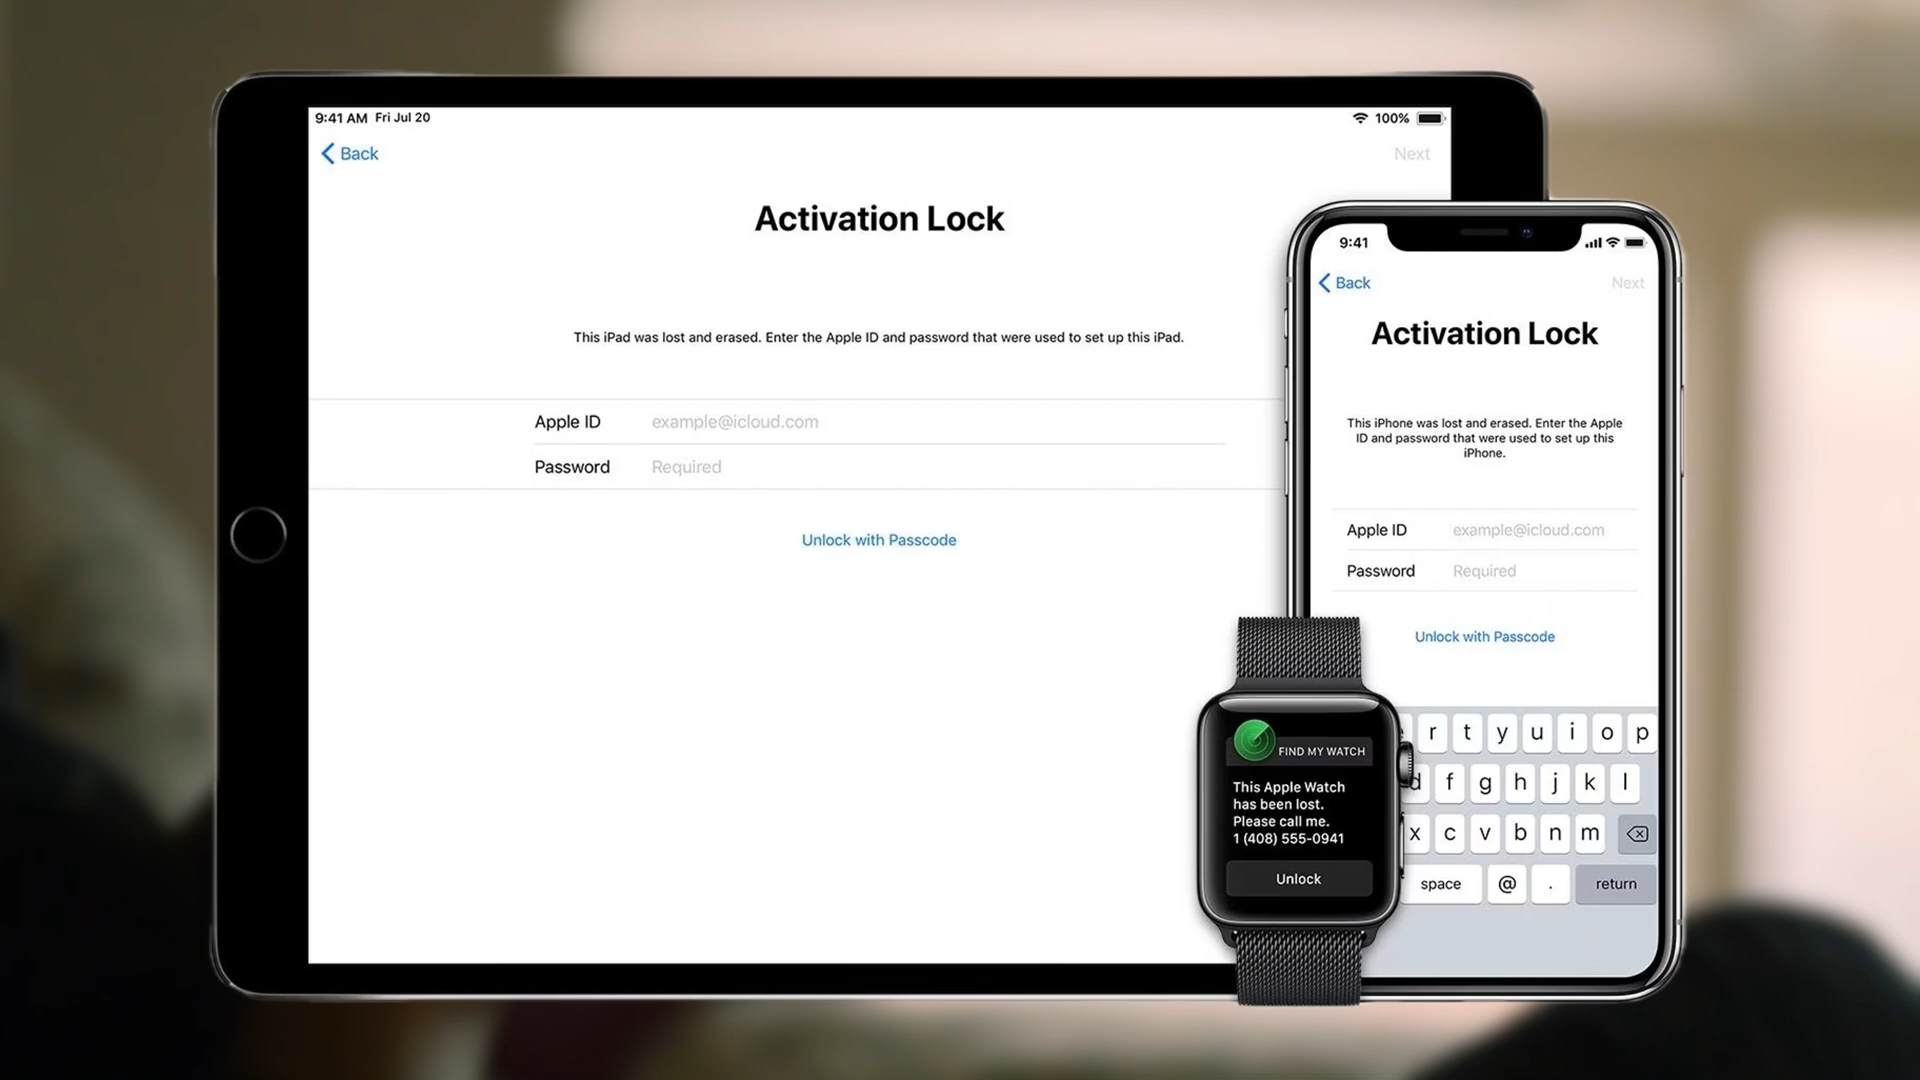 9:41 AM Fri Jul 20
100%
Back
Next
Activation Lock
This iPad was lost and erased. Enter the Apple ID and password that were used to set up this iPad.
Apple ID example@icloud.com
Password Required
Unlock with Passcode
9:41
Back
Next
Activation Lock
This iPhone was lost and erased. Enter the Apple
ID and password that were used to set up this
iPhone.
Apple ID example@icloud.com
Password Required
Unlock with Passcode
r t y u i o p
d f g h j k l
x c v b n m
space @ . return
FIND MY WATCH
This Apple Watch
has been lost.
Please call me.
1 (408) 555-0941
Unlock